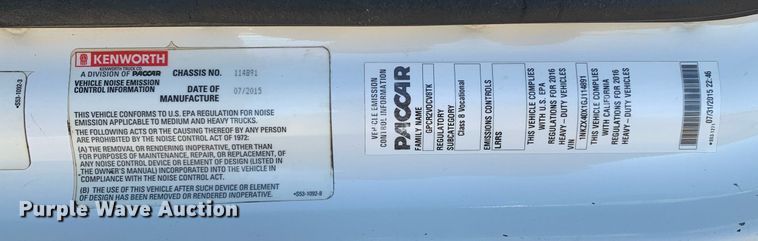 KENWORTH
KENWORTH TRUCK CO.
A DIVISION OF PACCAR
CHASSIS NO.
114891
VEHICLE NOISE EMISSION
CONTROL INFORMATION
DATE OF
MANUFACTURE
07/2015
THIS VEHICLE CONFORMS TO U.S. EPA REGULATION FOR NOISE
EMISSION APPLICABLE TO MEDIUM AND HEAVY TRUCKS.
THE FOLLOWING ACTS OR THE CAUSING THEREOF BY ANY PERSON
ARE PROHIBITED BY THE NOISE CONTROL ACT OF 1972:
(A) THE REMOVAL OR RENDERING INOPERATIVE, OTHER THAN
FOR PURPOSES OF MAINTENANCE, REPAIR, OR REPLACEMENT, OF
ANY NOISE CONTROL DEVICE OR ELEMENT OF DESIGN (LISTED IN
THE OWNER'S MANUAL) INCORPORATED INTO THE VEHICLE IN
COMPLIANCE WITH THE NOISE CONTROL ACT.
(B) THE USE OF THIS VEHICLE AFTER SUCH DEVICE OR ELEMENT
OF DESIGN HAS BEEN REMOVED OR RENDERED INOPERATIVE.
S53-1092-B
S53-1092-3
VEHICLE EMISSION
CONTROL INFORMATION
PACCAR
FAMILY NAME
GPCR2VOCV8TK
REGULATORY
SUBCATEGORY
Class 8 Vocational
EMISSIONS CONTROLS
LRRS
THIS VEHICLE COMPLIES
WITH U.S. EPA
REGULATIONS FOR 2016
HEAVY - DUTY VEHICLES
VIN
1NKZX40X1GJ114891
THIS VEHICLE COMPLIES
WITH CALIFORNIA
REGULATIONS FOR 2016
HEAVY - DUTY VEHICLES
07/31/2015 22:46
Purple Wave Auction